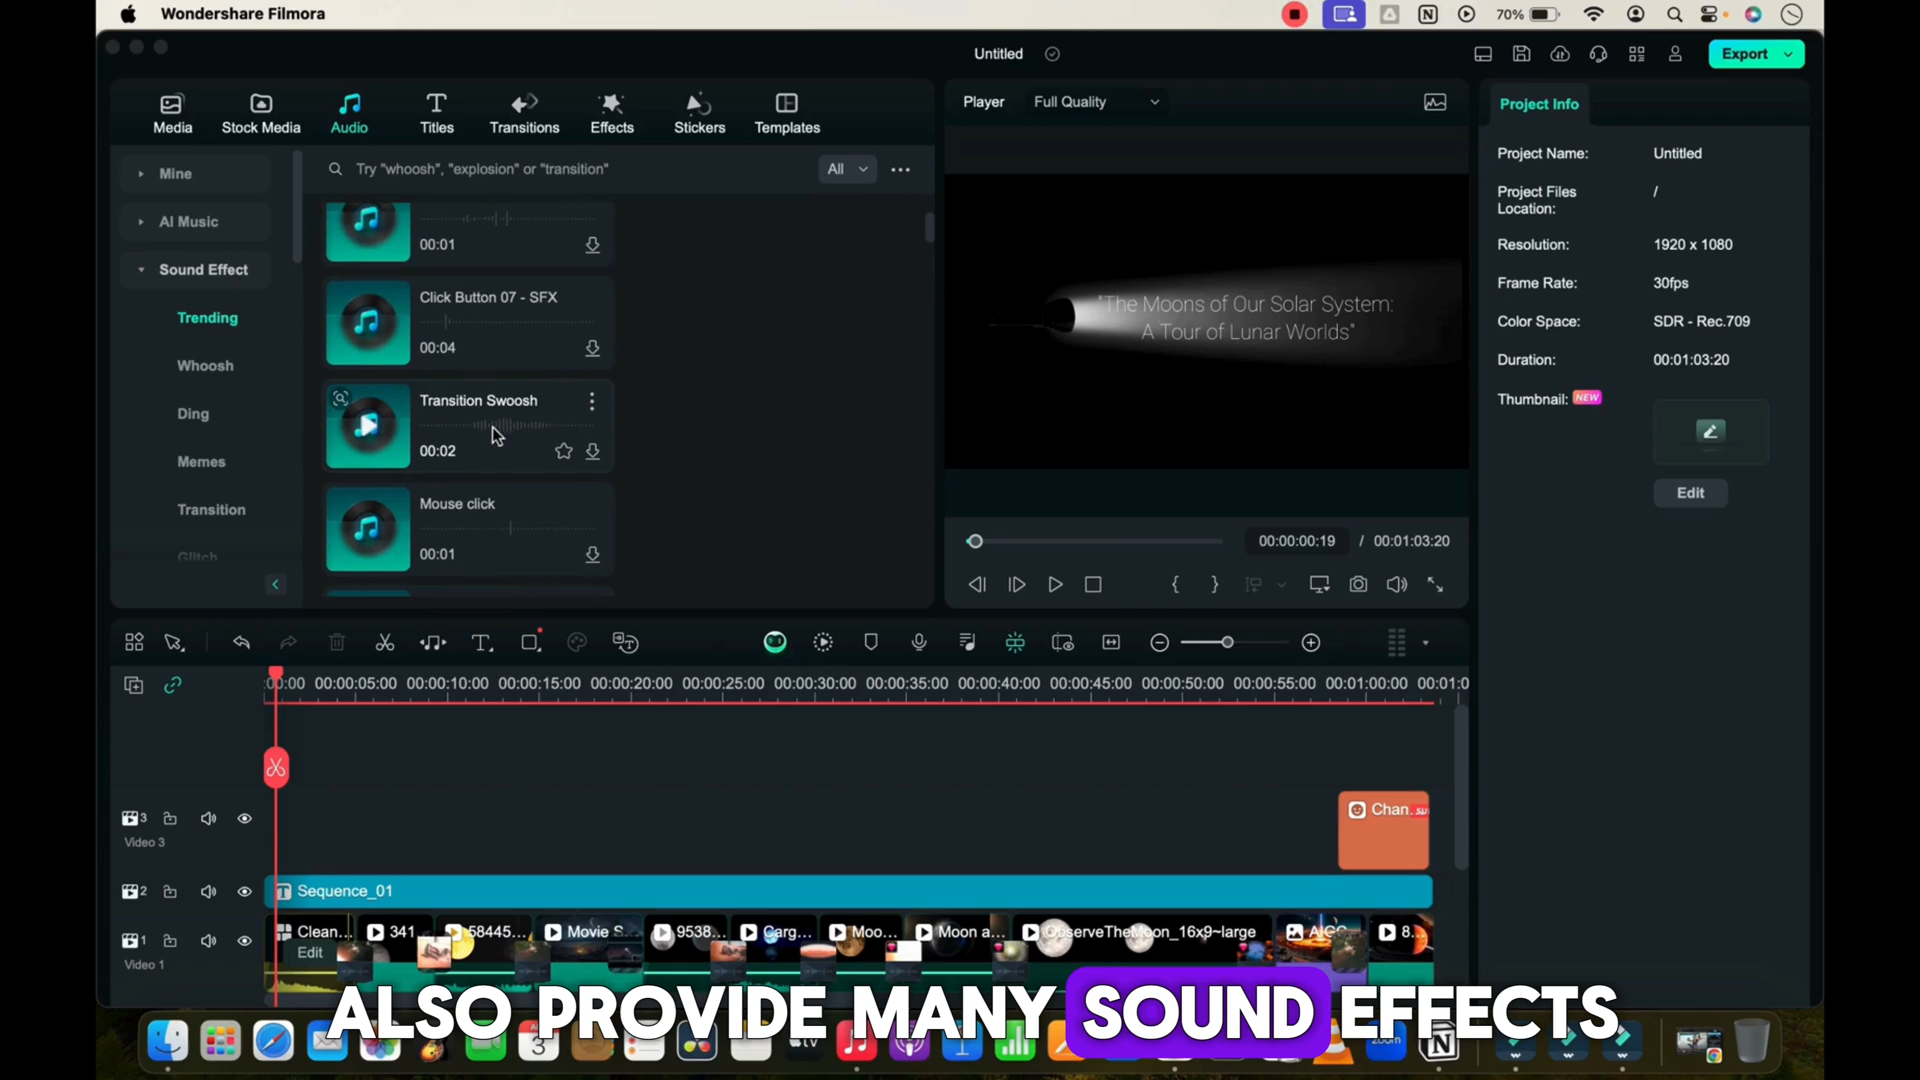 Wondershare Filmora
70%
Untitled
Export
Media
Stock Media
Audio
Titles
Transitions
Effects
Stickers
Templates
Try "whoosh", "explosion" or "transition"
All
Mine
AI Music
Sound Effect
Trending
Whoosh
Ding
Memes
Transition
Glitch
00:01
Click Button 07 - SFX
00:04
Transition Swoosh
00:02
Mouse click
00:01
Player
Full Quality
"The Moons of Our Solar System:
A Tour of Lunar Worlds"
00:00:00:19 / 00:01:03:20
Project Info
Project Name: Untitled
Project Files
Location: /
Resolution: 1920 x 1080
Frame Rate: 30fps
Color Space: SDR - Rec.709
Duration: 00:01:03:20
Thumbnail: NEW
Edit
:00:00 00:00:05:00 00:00:10:00 00:00:15:00 00:00:20:00 00:00:25:00 00:00:30:00 00:00:35:00 00:00:40:00 00:00:45:00 00:00:50:00 00:00:55:00 00:01:00:00 00:01:0
3
Video 3
Chan.
2
Sequence_01
1
Video 1
Clean...
Edit
341
58445...
Movie S...
9538...
Carg...
Moo...
Moon a...
ObserveTheMoon_16x9~large
AIGC
8...
ALSO PROVIDE MANY SOUND EFFECTS
3
zoom